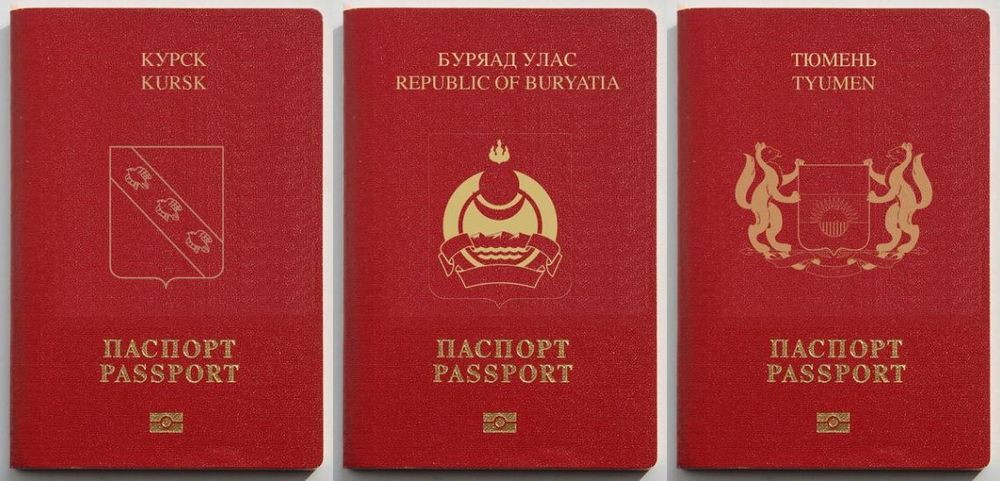 КУРСК
KURSK
ПАСПОРТ
PASSPORT
БУРЯАД УЛАС
REPUBLIC OF BURYATIA
ПАСПОРТ
PASSPORT
ТЮМЕНЬ
TYUMEN
ПАСПОРТ
PASSPORT